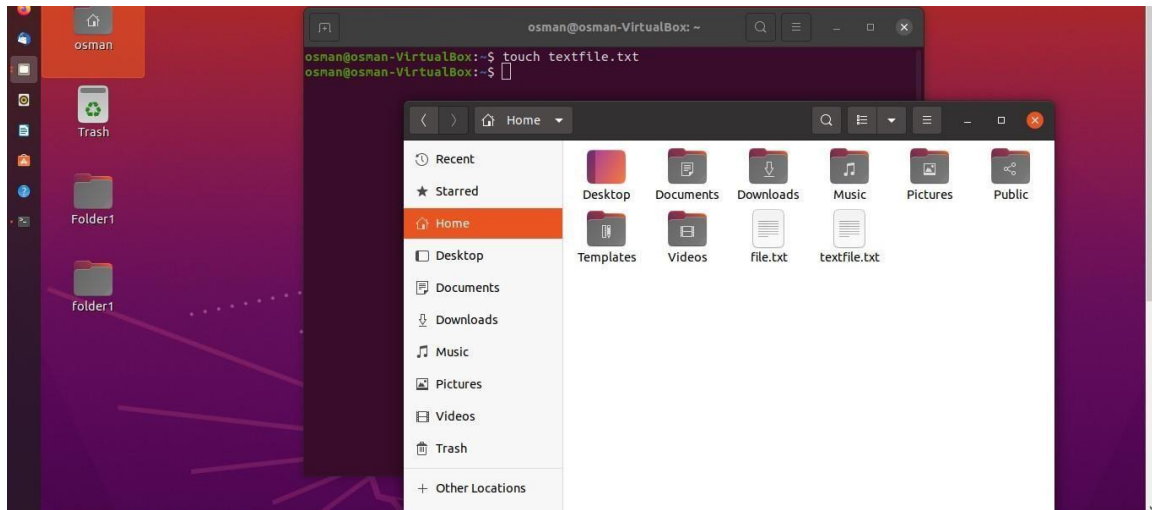 osman
Trash
Folder1
folder1
osman@osman-VirtualBox: ~
osman@osman-VirtualBox:~$ touch textfile.txt
osman@osman-VirtualBox:~$
Home
Recent
Starred
Home
Desktop
Documents
Downloads
Music
Pictures
Videos
Trash
+ Other Locations
Desktop Documents Downloads Music Pictures Public
Templates Videos file.txt textfile.txt